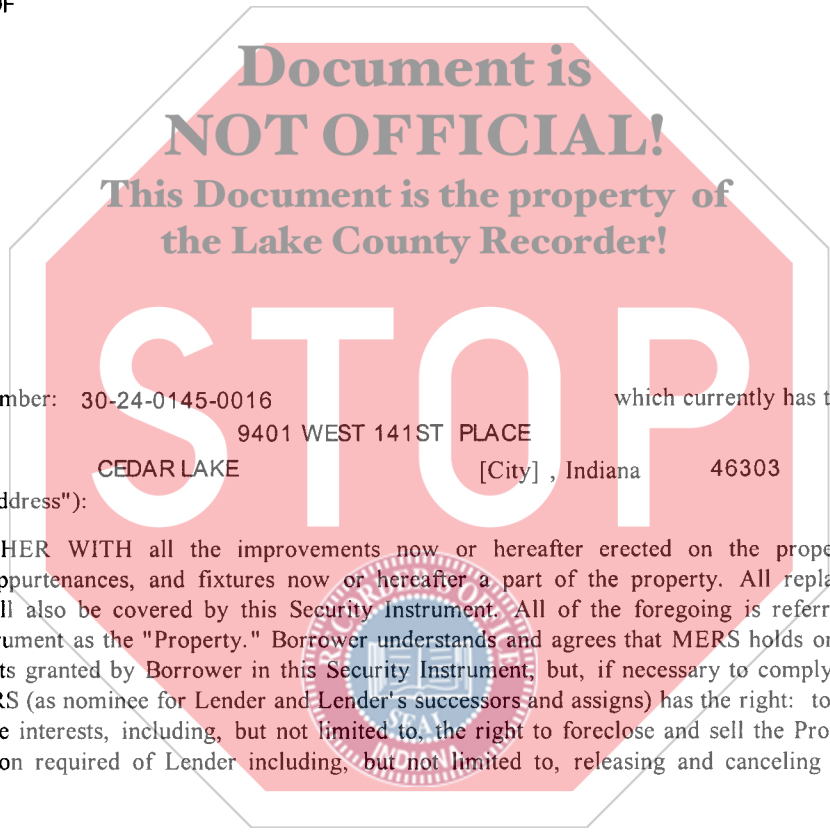 OF
Document is
NOT OFFICIAL!
This Document is the property of
the Lake County Recorder!
STOP
mber: 30-24-0145-0016 which currently has t
9401 WEST 141ST PLACE
CEDAR LAKE [City] , Indiana 46303
ddress"):
HER WITH all the improvements now or hereafter erected on the prope
ppurtenances, and fixtures now or hereafter a part of the property. All repla
ll also be covered by this Security Instrument. All of the foregoing is referr
rument as the "Property." Borrower understands and agrees that MERS holds or
ts granted by Borrower in this Security Instrument, but, if necessary to comply
RS (as nominee for Lender and Lender's successors and assigns) has the right: to
e interests, including, but not limited to, the right to foreclose and sell the Pro
on required of Lender including, but not limited to, releasing and canceling
RECORDER'S OFFICE
SEAL
INDIANA